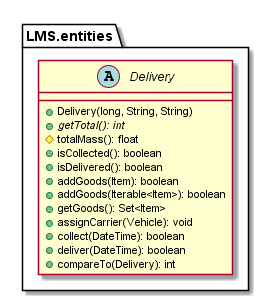 LMS.entities
A Delivery
Delivery(long, String, String)
getTotal(): int
totalMass(): float
isCollected(): boolean
isDelivered(): boolean
addGoods(Item): boolean
addGoods(Iterable<Item>): boolean
getGoods(): Set<Item>
assignCarrier(Vehicle): void
collect(DateTime): boolean
deliver(DateTime): boolean
compareTo(Delivery): int